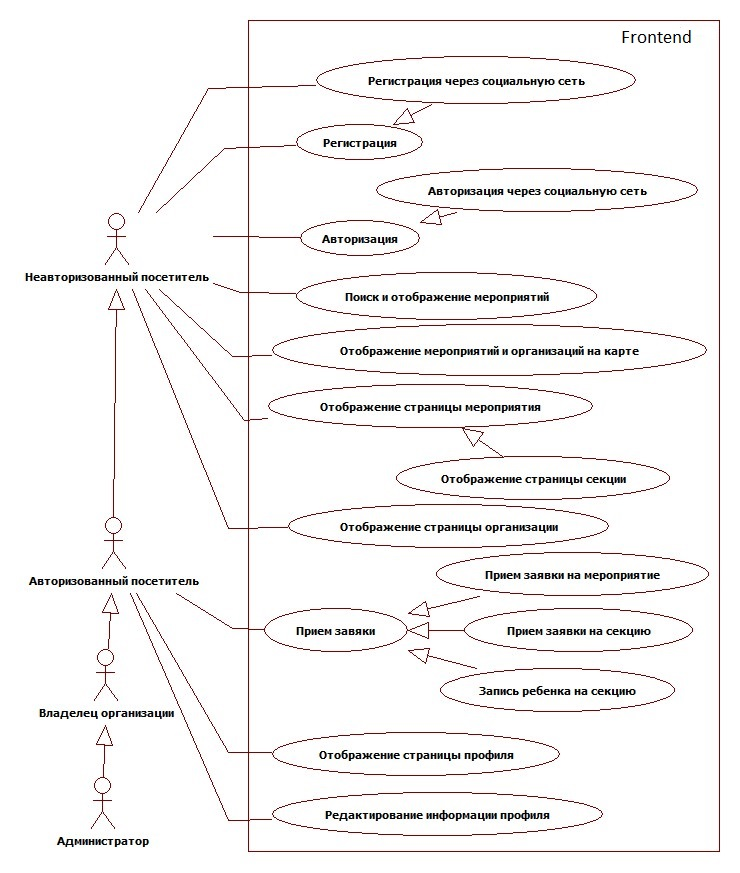 Frontend
Регистрация через социальную сеть
Регистрация
Авторизация через социальную сеть
Авторизация
Неавторизованный посетитель
Поиск и отображение мероприятий
Отображение мероприятий и организаций на карте
Отображение страницы мероприятия
Отображение страницы секции
Отображение страницы организации
Авторизованный посетитель
Прием заявки на мероприятие
Прием завяки
Прием заявки на секцию
Запись ребенка на секцию
Владелец организации
Отображение страницы профиля
Редактирование информации профиля
Администратор